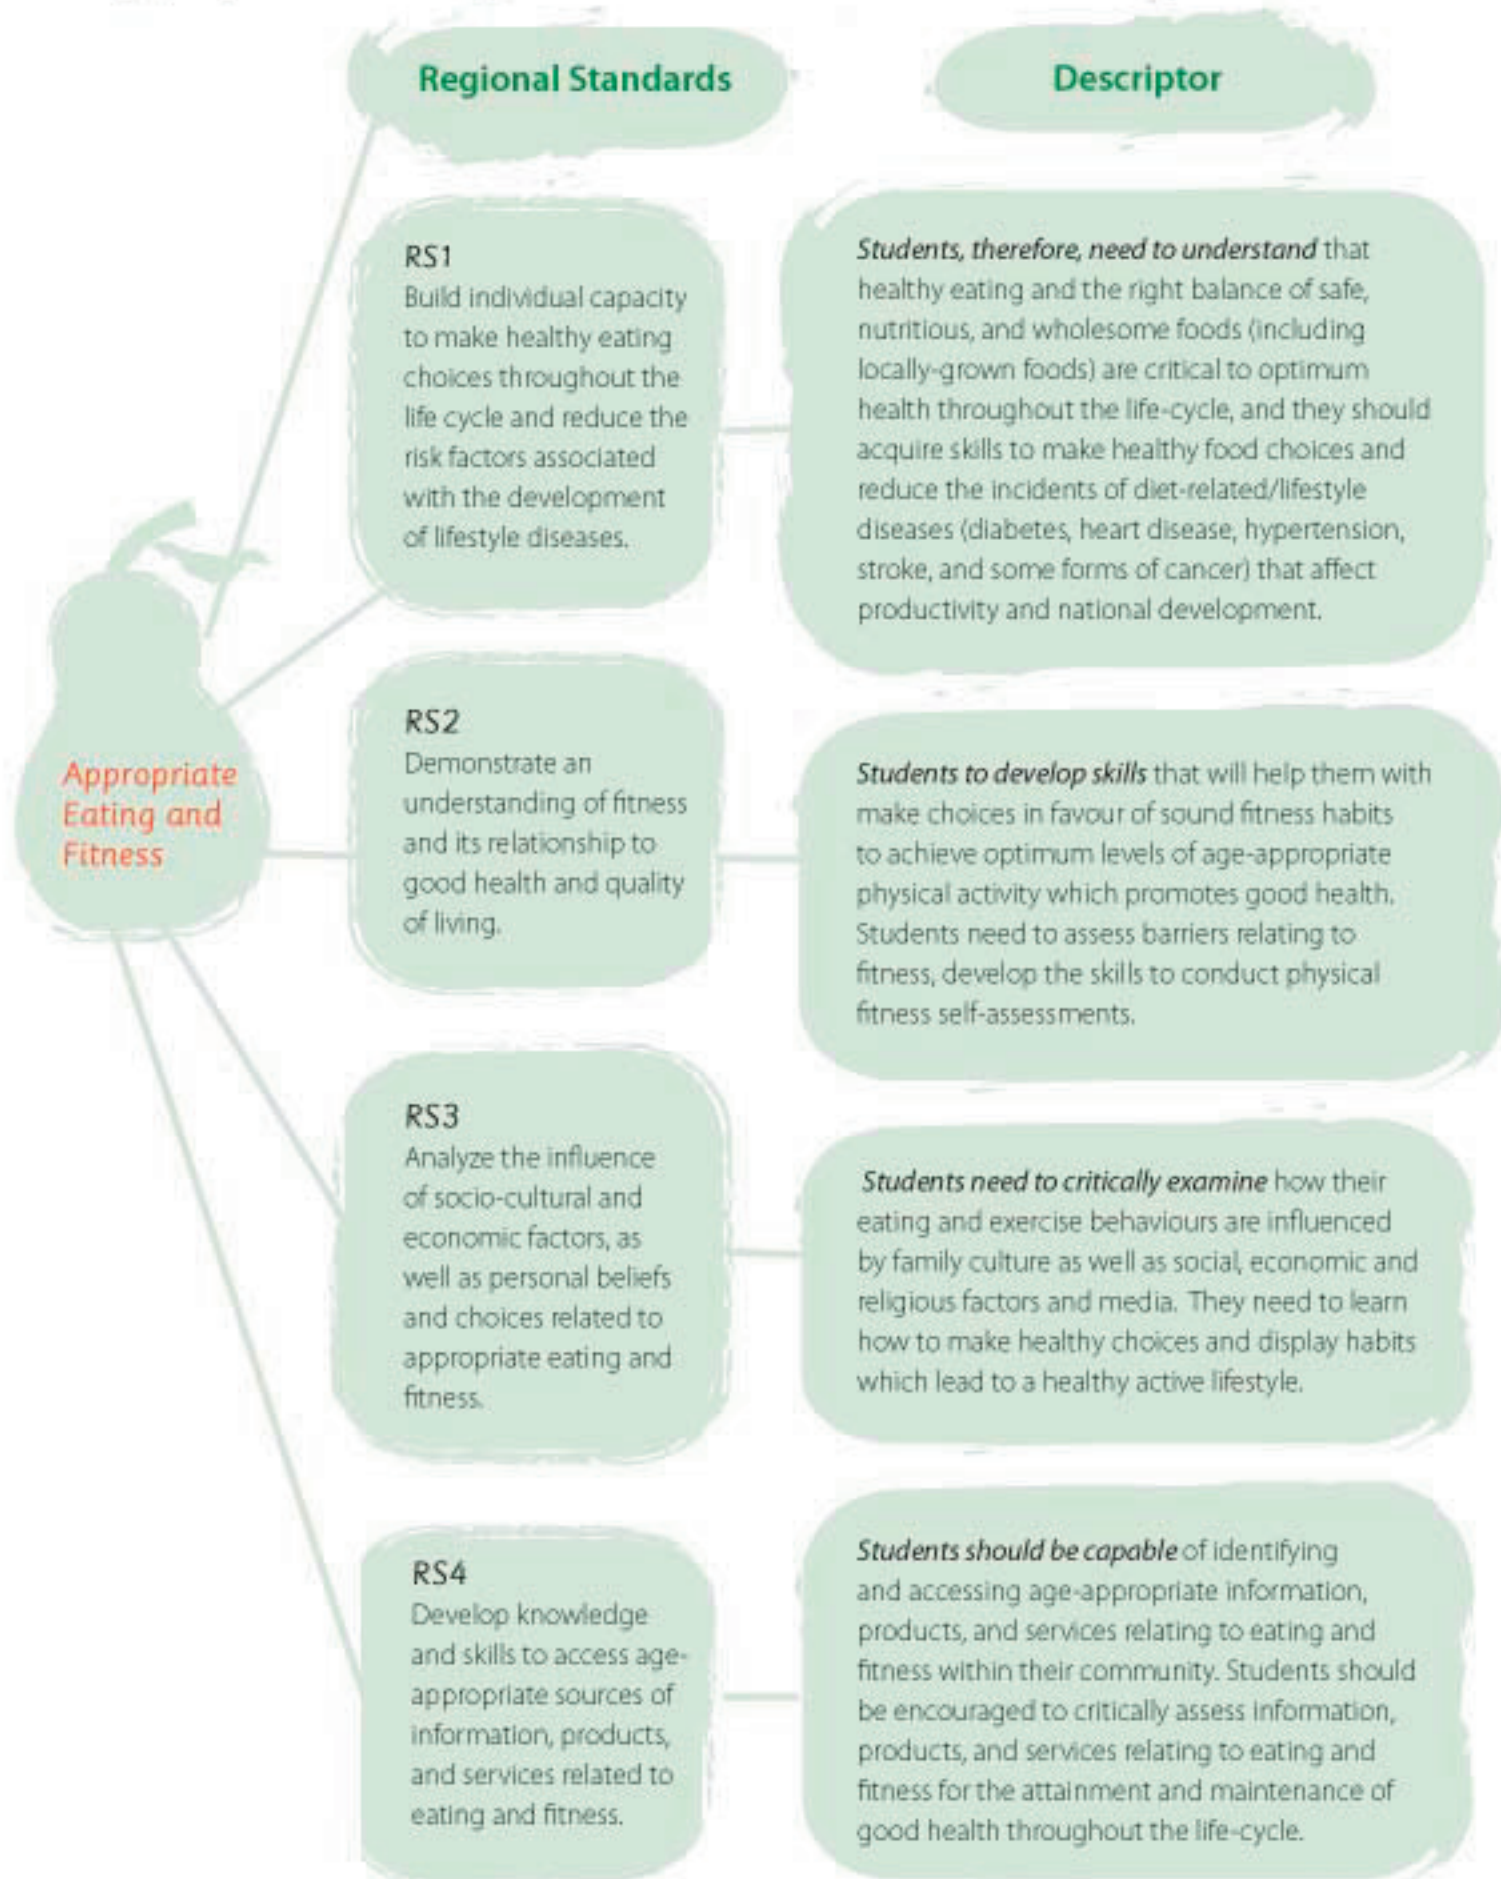 Regional Standards
Descriptor
Appropriate
Eating and
Fitness
RS1
Build individual capacity
to make healthy eating
choices throughout the
life cycle and reduce the
risk factors associated
with the development
of lifestyle diseases.
Students, therefore, need to understand that
healthy eating and the right balance of safe,
nutritious, and wholesome foods (including
locally-grown foods) are critical to optimum
health throughout the life-cycle, and they should
acquire skills to make healthy food choices and
reduce the incidents of diet-related/lifestyle
diseases (diabetes, heart disease, hypertension,
stroke, and some forms of cancer) that affect
productivity and national development.
RS2
Demonstrate an
understanding of fitness
and its relationship to
good health and quality
of living.
Students to develop skills that will help them with
make choices in favour of sound fitness habits
to achieve optimum levels of age-appropriate
physical activity which promotes good health.
Students need to assess barriers relating to
fitness, develop the skills to conduct physical
fitness self-assessments.
RS3
Analyze the influence
of socio-cultural and
economic factors, as
well as personal beliefs
and choices related to
appropriate eating and
fitness.
Students need to critically examine how their
eating and exercise behaviours are influenced
by family culture as well as social, economic and
religious factors and media. They need to learn
how to make healthy choices and display habits
which lead to a healthy active lifestyle.
RS4
Develop knowledge
and skills to access age-
appropriate sources of
information, products,
and services related to
eating and fitness.
Students should be capable of identifying
and accessing age-appropriate information,
products, and services relating to eating and
fitness within their community. Students should
be encouraged to critically assess information,
products, and services relating to eating and
fitness for the attainment and maintenance of
good health throughout the life-cycle.